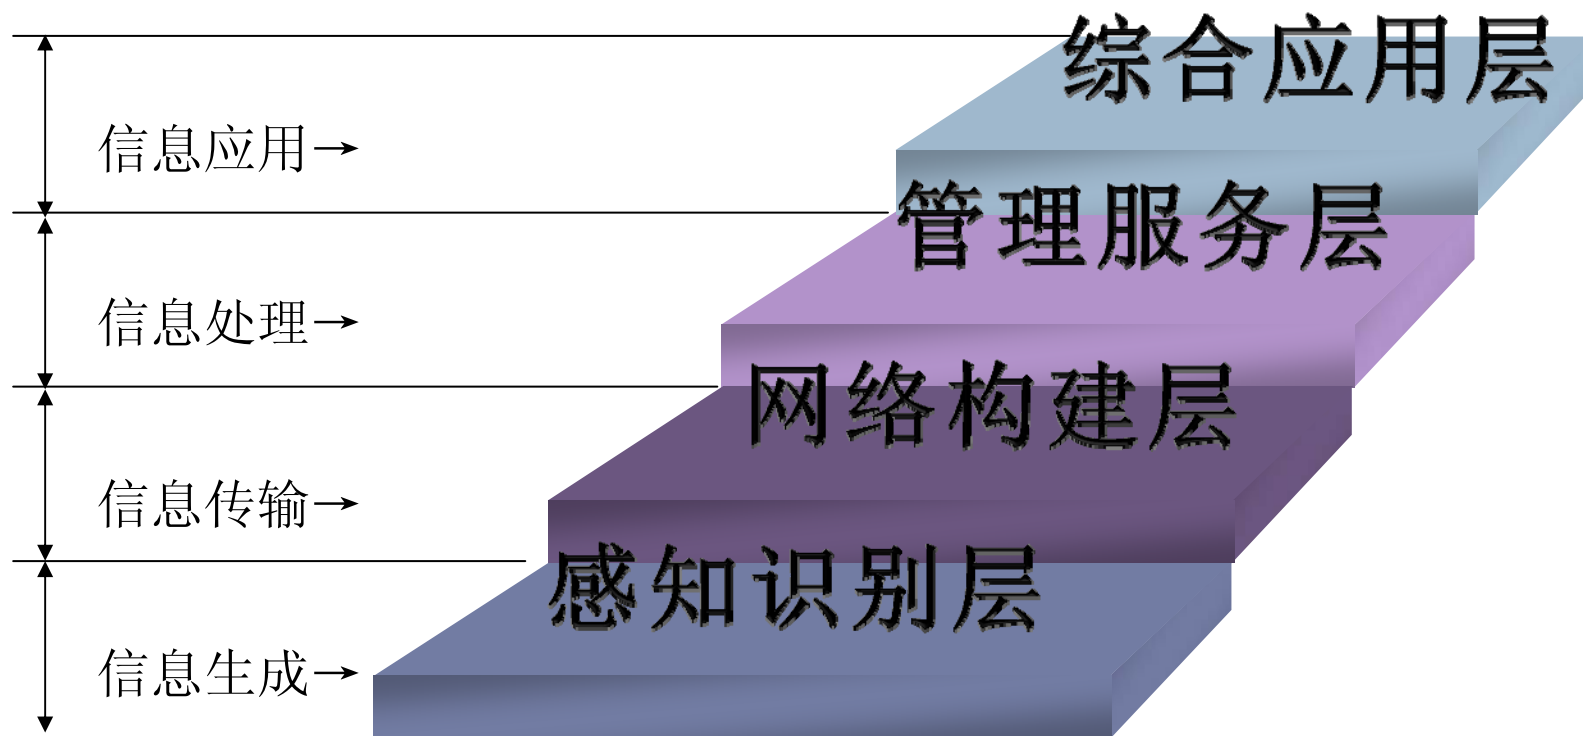 综合应用层
信息应用→
管理服务层
信息处理→
网络构建层
信息传输→
感知识别层
信息生成→